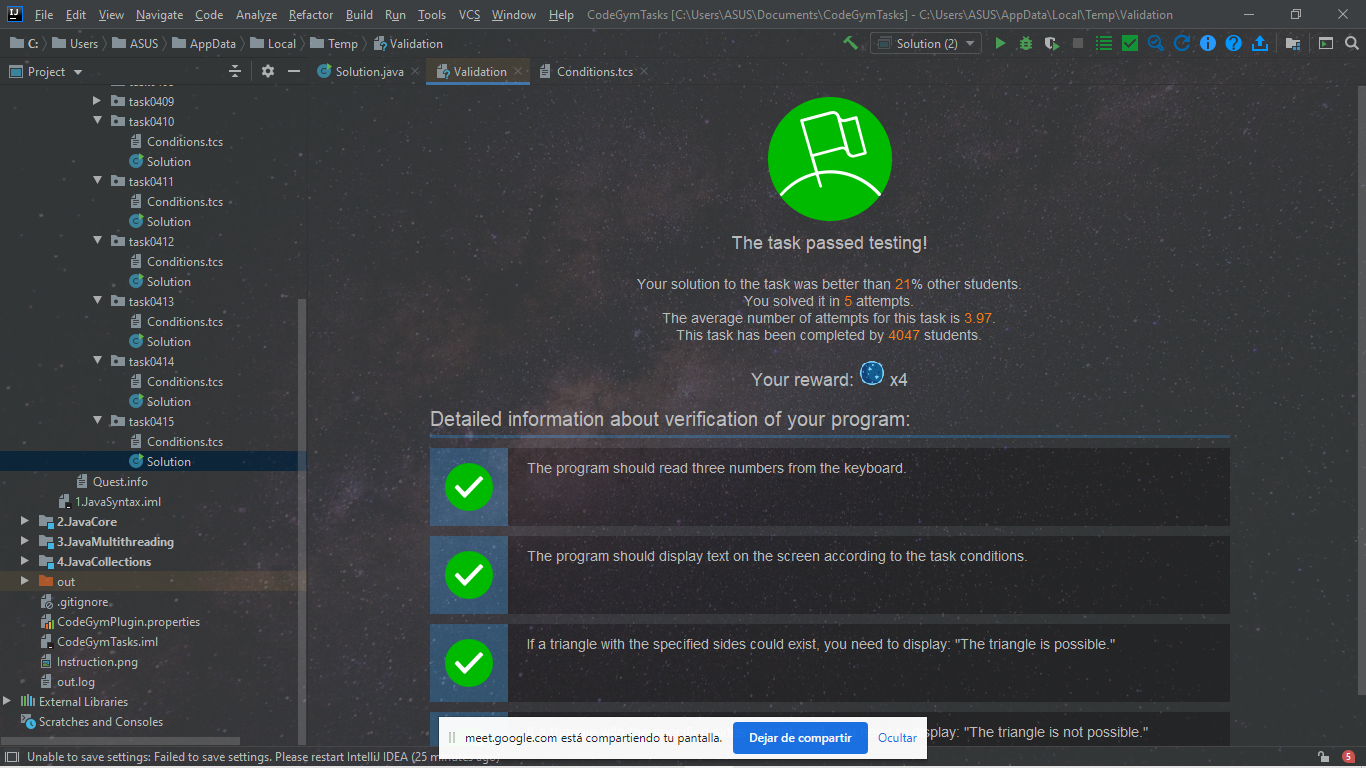 File Edit View Navigate Code Analyze Refactor Build Run Tools VCS Window Help CodeGymTasks [C:\Users\ASUS\Documents\CodeGymTasks] - C:\Users\ASUS\AppData\Local\Temp\Validation
C: Users ASUS AppData Local Temp Validation Solution (2)
Project Solution.java Validation Conditions.tcs
task0409
task0410
Conditions.tcs
Solution
task0411
Conditions.tcs
Solution
task0412
Conditions.tcs
Solution
task0413
Conditions.tcs
Solution
task0414
Conditions.tcs
Solution
task0415
Conditions.tcs
Solution
Quest.info
1.JavaSyntax.iml
2.JavaCore
3.JavaMultithreading
4.JavaCollections
out
.gitignore
CodeGymPlugin.properties
CodeGymTasks.iml
Instruction.png
out.log
External Libraries
Scratches and Consoles
The task passed testing!
Your solution to the task was better than 21% other students.
You solved it in 5 attempts.
The average number of attempts for this task is 3.97.
This task has been completed by 4047 students.
Your reward: x4
Detailed information about verification of your program:
The program should read three numbers from the keyboard.
The program should display text on the screen according to the task conditions.
If a triangle with the specified sides could exist, you need to display: "The triangle is possible."
"The triangle is not possible."
meet.google.com está compartiendo tu pantalla. Dejar de compartir Ocultar
Unable to save settings: Failed to save settings. Please restart IntelliJ IDEA (25 minutes ago) 5